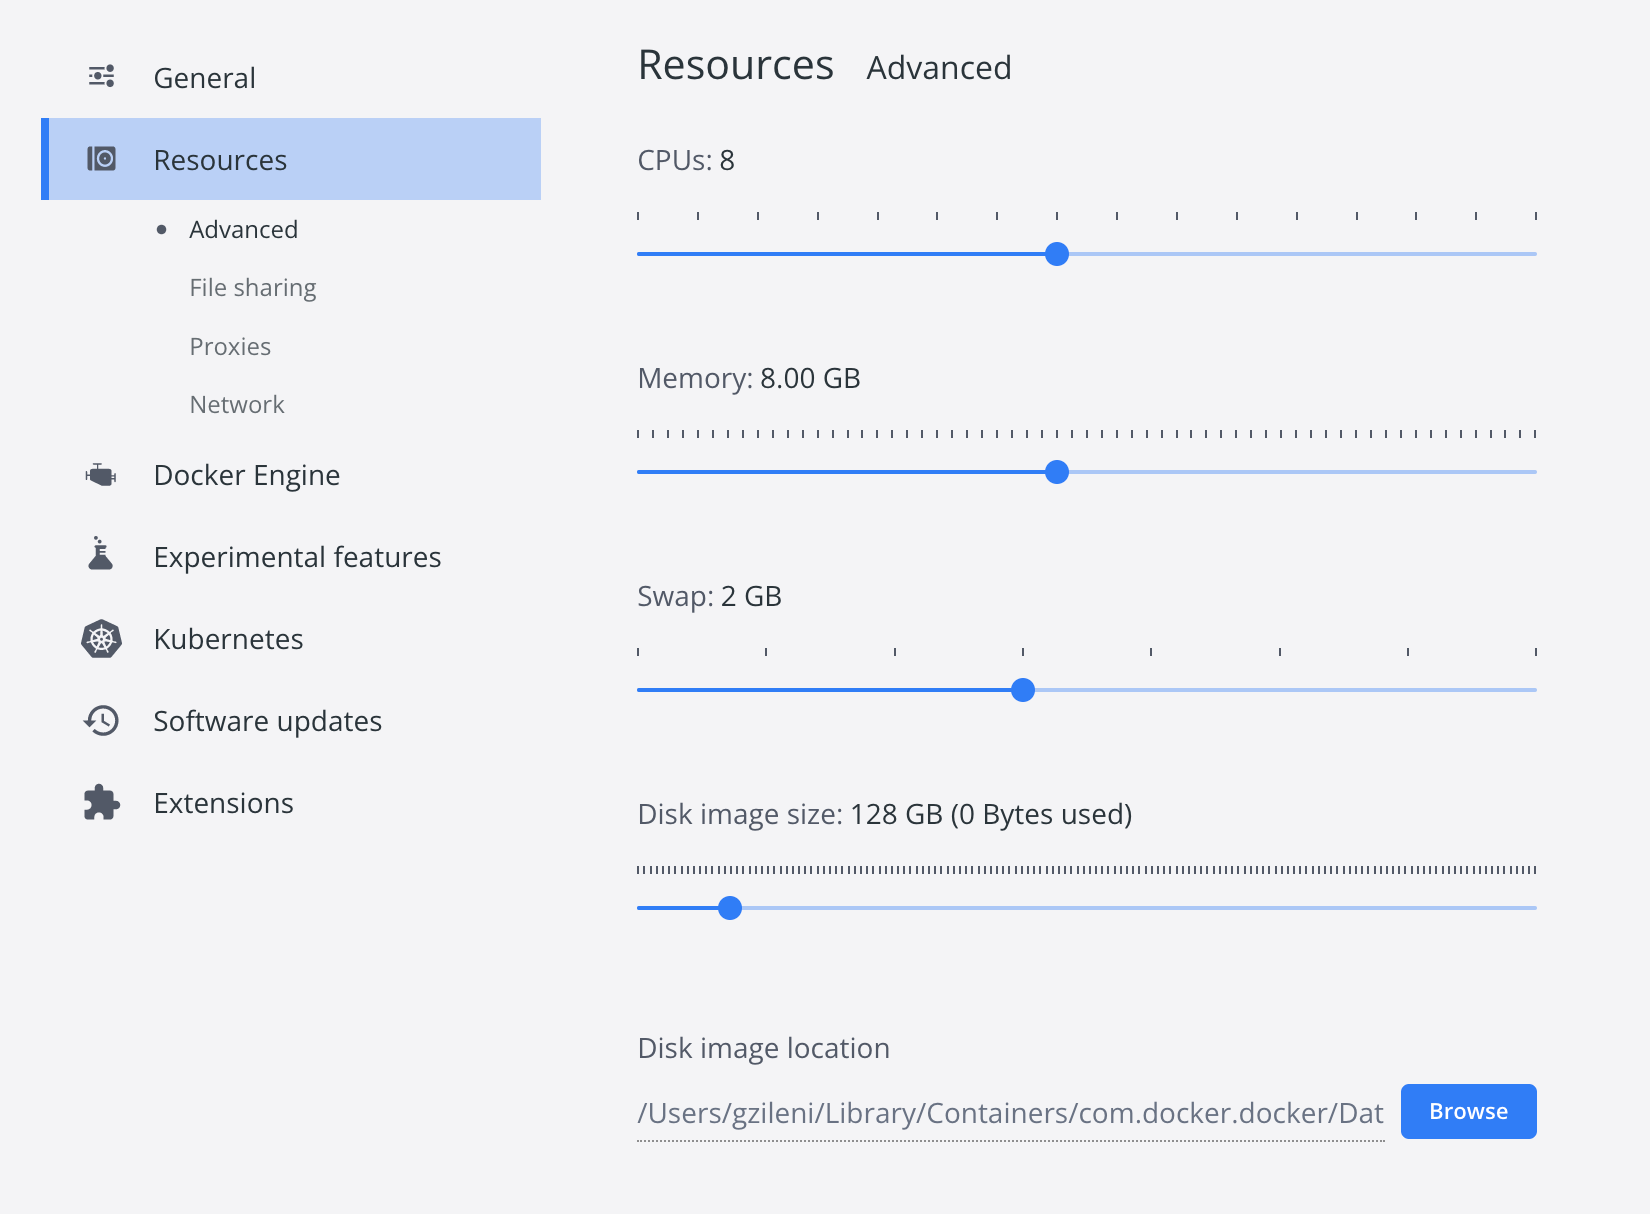 General
Resources
Advanced
File sharing
Proxies
Network
Docker Engine
Experimental features
Kubernetes
Software updates
Extensions
Resources Advanced
CPUs: 8
Memory: 8.00 GB
Swap: 2 GB
Disk image size: 128 GB (0 Bytes used)
Disk image location
/Users/gzileni/Library/Containers/com.docker.docker/Dat
Browse